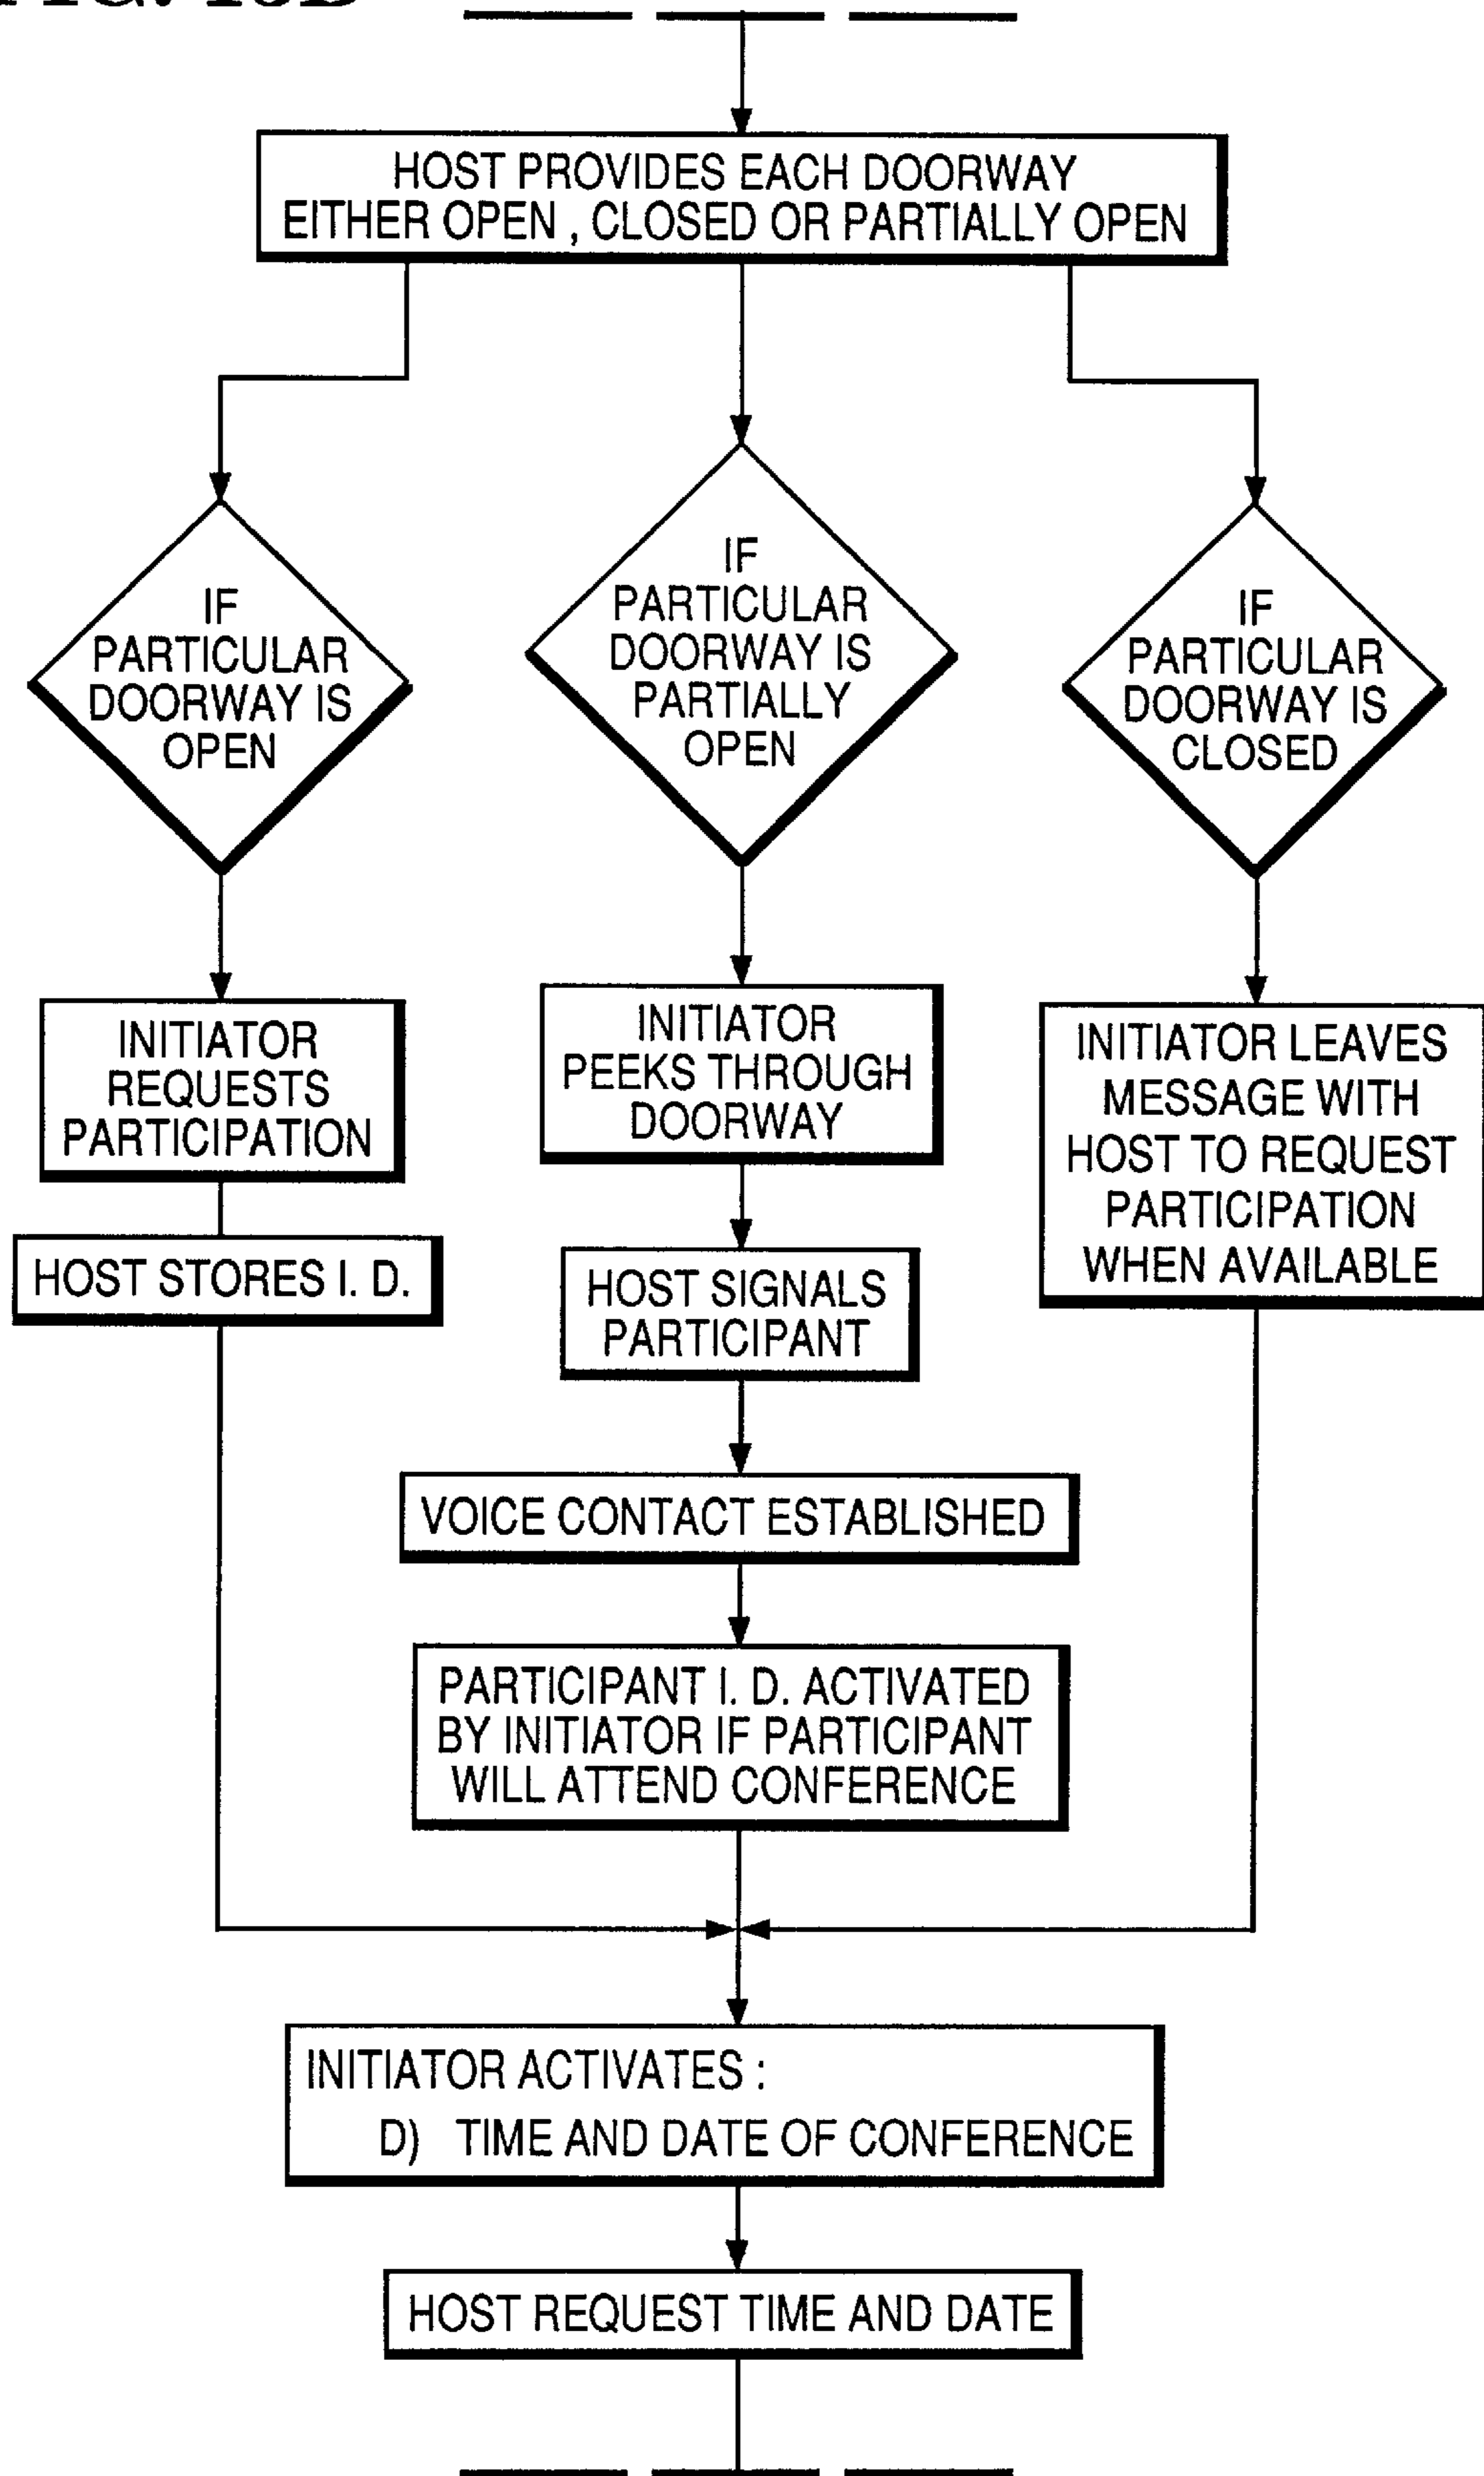 HOST PROVIDES EACH DOORWAY
EITHER OPEN , CLOSED OR PARTIALLY OPEN
IF
PARTICULAR
DOORWAY IS
OPEN
IF
PARTICULAR
DOORWAY IS
PARTIALLY
OPEN
IF
PARTICULAR
DOORWAY IS
CLOSED
INITIATOR
REQUESTS
PARTICIPATION
HOST STORES I. D.
INITIATOR
PEEKS THROUGH
DOORWAY
HOST SIGNALS
PARTICIPANT
VOICE CONTACT ESTABLISHED
PARTICIPANT I. D. ACTIVATED
BY INITIATOR IF PARTICIPANT
WILL ATTEND CONFERENCE
INITIATOR LEAVES
MESSAGE WITH
HOST TO REQUEST
PARTICIPATION
WHEN AVAILABLE
INITIATOR ACTIVATES :
D) TIME AND DATE OF CONFERENCE
HOST REQUEST TIME AND DATE